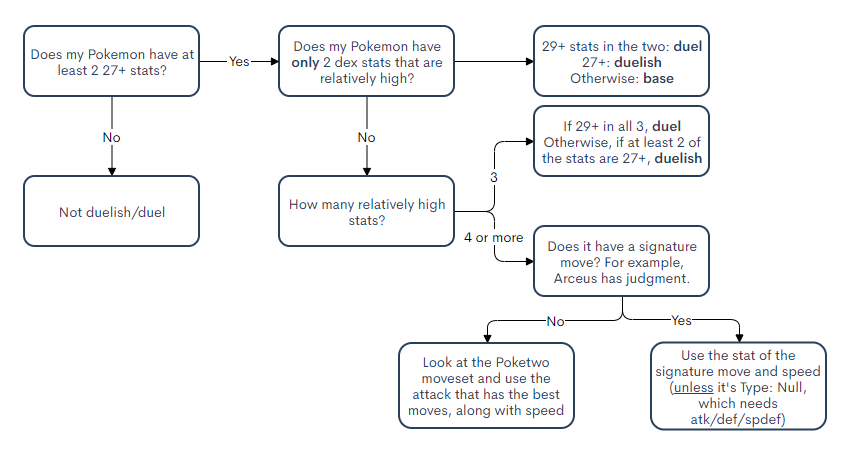 Does my Pokemon have at
least 2 27+ stats?
Yes
Does my Pokemon have
only 2 dex stats that are
relatively high?
29+ stats in the two: duel
27+: duelish
Otherwise: base
No
No
If 29+ in all 3, duel
Otherwise, if at least 2 of
the stats are 27+, duelish
3
Not duelish/duel
How many relatively high
stats?
4 or more
Does it have a signature
move? For example,
Arceus has judgment.
No
Yes
Look at the Poketwo
moveset and use the
attack that has the best
moves, along with speed
Use the stat of the
signature move and speed
(unless it's Type: Null,
which needs
atk/def/spdef)